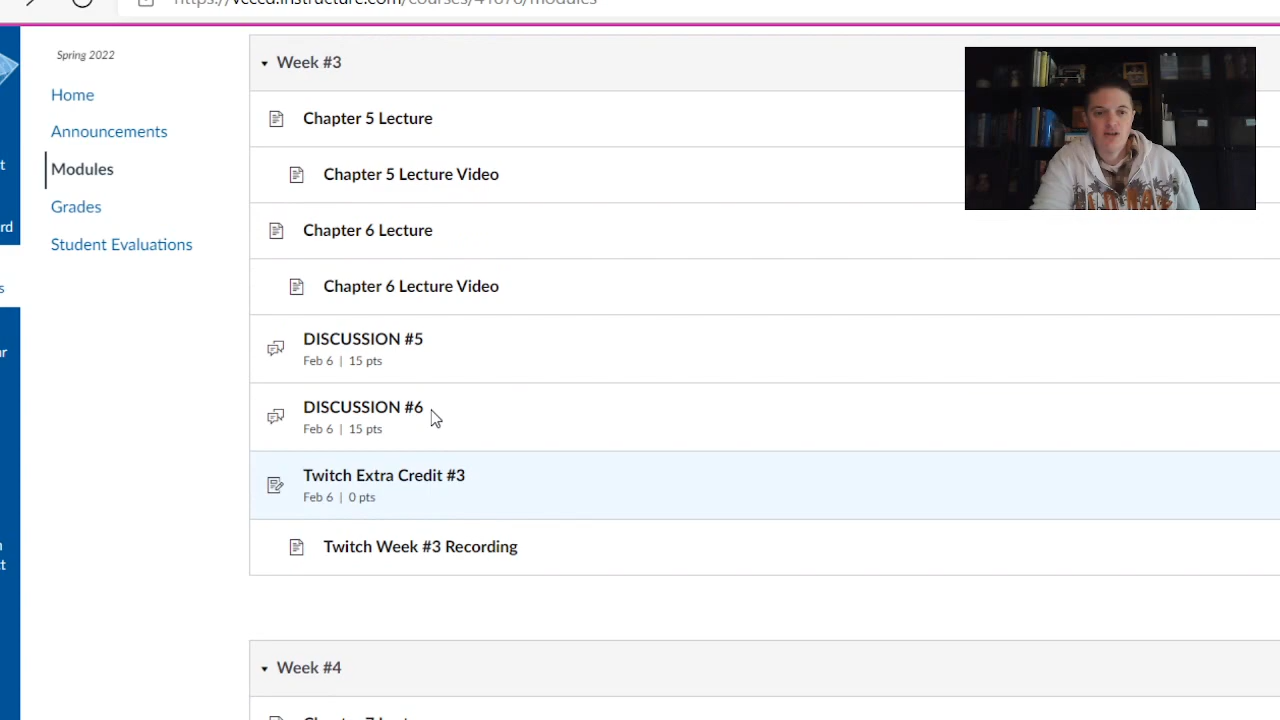 Spring 2022
Home
Announcements
Modules
Grades
Student Evaluations
Week #3
Chapter 5 Lecture
Chapter 5 Lecture Video
Chapter 6 Lecture
Chapter 6 Lecture Video
DISCUSSION #5
Feb 6 | 15 pts
DISCUSSION #6
Feb 6 | 15 pts
Twitch Extra Credit #3
Feb 6 | 0 pts
Twitch Week #3 Recording
Week #4